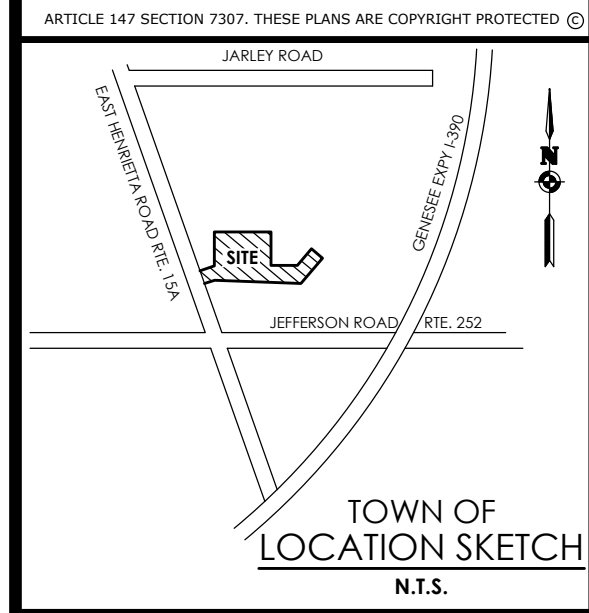 ARTICLE 147 SECTION 7307. THESE PLANS ARE COPYRIGHT PROTECTED ©
JARLEY ROAD
EAST HENRIETTA ROAD RTE. 15A
GENESEE EXPY I-390
N
SITE
JEFFERSON ROAD RTE. 252
TOWN OF
LOCATION SKETCH
N.T.S.